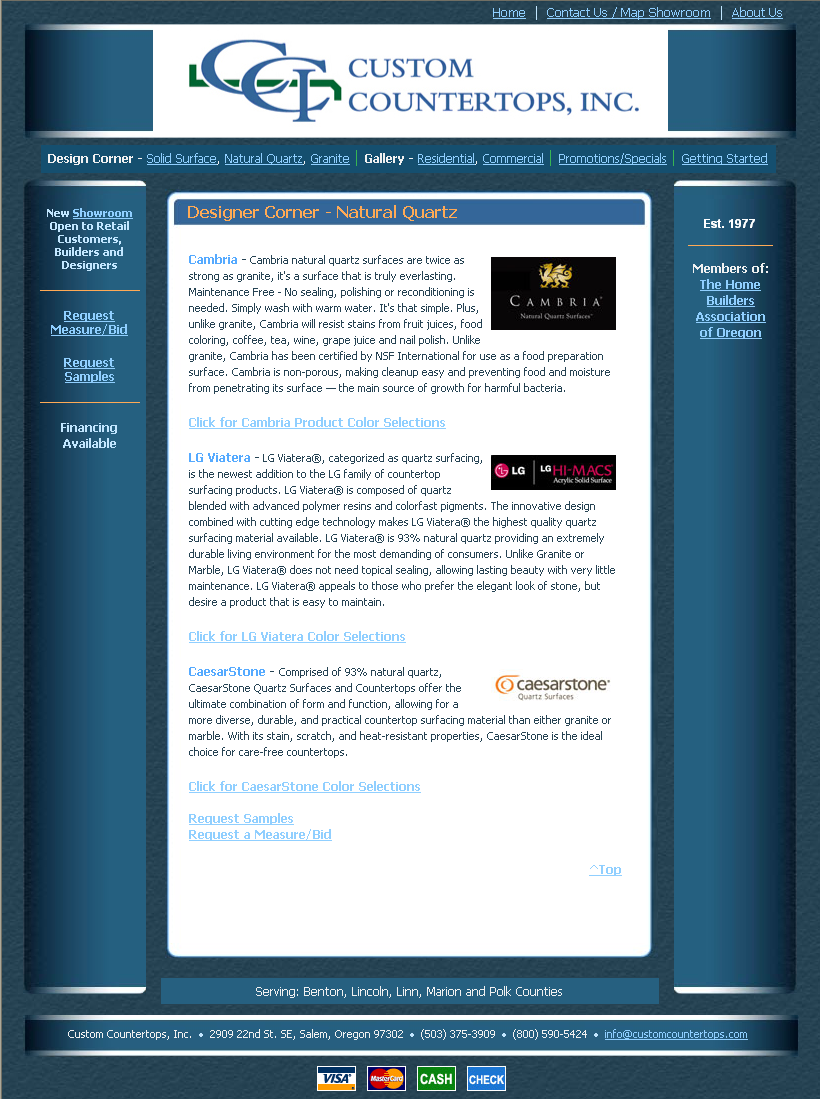 Home | Contact Us / Map Showroom | About Us
CCI CUSTOM
COUNTERTOPS, INC.
Design Corner - Solid Surface, Natural Quartz, Granite | Gallery - Residential, Commercial | Promotions/Specials | Getting Started
New Showroom
Open to Retail
Customers,
Builders and
Designers
Request
Measure/Bid
Request
Samples
Financing
Available
Designer Corner - Natural Quartz
Cambria - Cambria natural quartz surfaces are twice as
strong as granite, it's a surface that is truly everlasting.
Maintenance Free - No sealing, polishing or reconditioning is
needed. Simply wash with warm water. It's that simple. Plus,
unlike granite, Cambria will resist stains from fruit juices, food
coloring, coffee, tea, wine, grape juice and nail polish. Unlike
granite, Cambria has been certified by NSF International for use as a food preparation
surface. Cambria is non-porous, making cleanup easy and preventing food and moisture
from penetrating its surface — the main source of growth for harmful bacteria.
CAMBRIA®
Natural Quartz Surfaces™
Click for Cambria Product Color Selections
LG Viatera - LG Viatera®, categorized as quartz surfacing,
is the newest addition to the LG family of countertop
surfacing products. LG Viatera® is composed of quartz
blended with advanced polymer resins and colorfast pigments. The innovative design
combined with cutting edge technology makes LG Viatera® the highest quality quartz
surfacing material available. LG Viatera® is 93% natural quartz providing an extremely
durable living environment for the most demanding of consumers. Unlike Granite or
Marble, LG Viatera® does not need topical sealing, allowing lasting beauty with very little
maintenance. LG Viatera® appeals to those who prefer the elegant look of stone, but
desire a product that is easy to maintain.
LG | LG HI-MACS®
Acrylic Solid Surface
Click for LG Viatera Color Selections
CaesarStone - Comprised of 93% natural quartz,
CaesarStone Quartz Surfaces and Countertops offer the
ultimate combination of form and function, allowing for a
more diverse, durable, and practical countertop surfacing material than either granite or
marble. With its stain, scratch, and heat-resistant properties, CaesarStone is the ideal
choice for care-free countertops.
caesarstone®
Quartz Surfaces
Click for CaesarStone Color Selections
Request Samples
Request a Measure/Bid
^Top
Est. 1977
Members of:
The Home
Builders
Association
of Oregon
Serving: Benton, Lincoln, Linn, Marion and Polk Counties
Custom Countertops, Inc. • 2909 22nd St. SE, Salem, Oregon 97302 • (503) 375-3909 • (800) 590-5424 • info@customcountertops.com
VISA MasterCard CASH CHECK